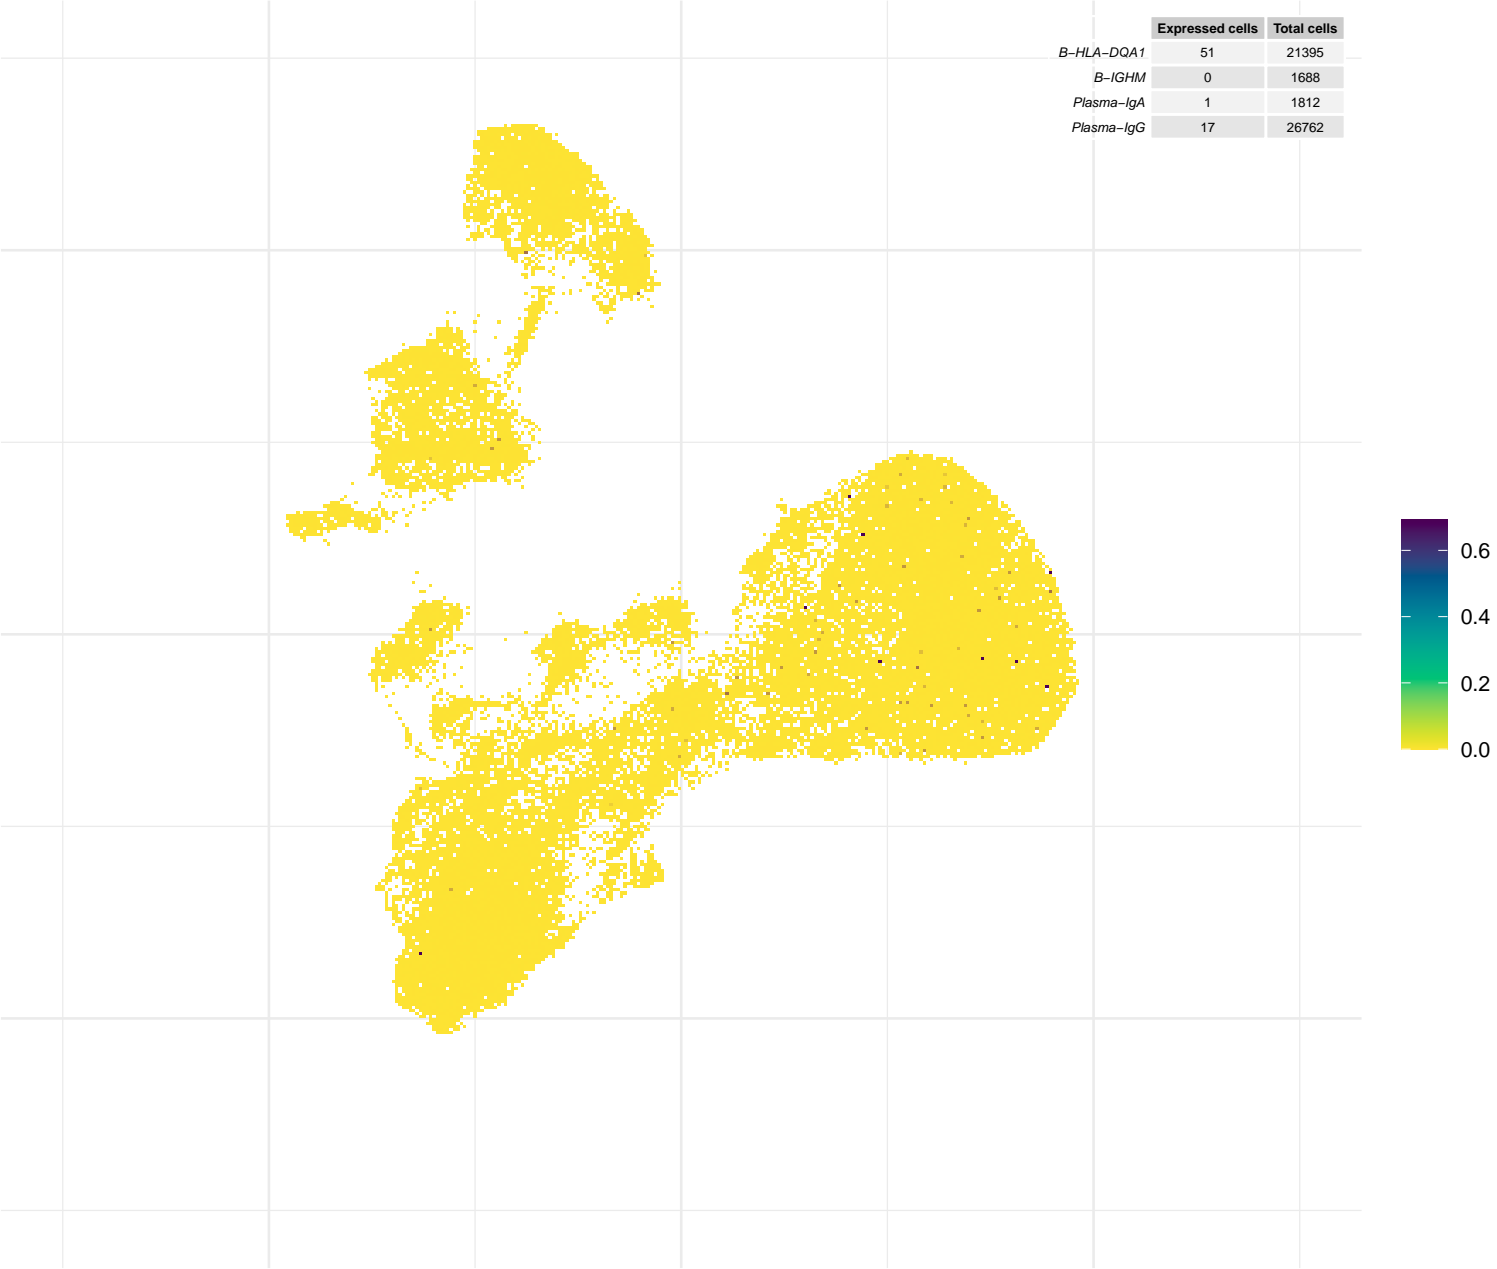 Expressed cells Total cells
B−HLA−DQA1 51 21395
B−IGHM 0 1688
Plasma−IgA 1 1812
Plasma−IgG 17 26762
0.6
0.4
0.2
0.0